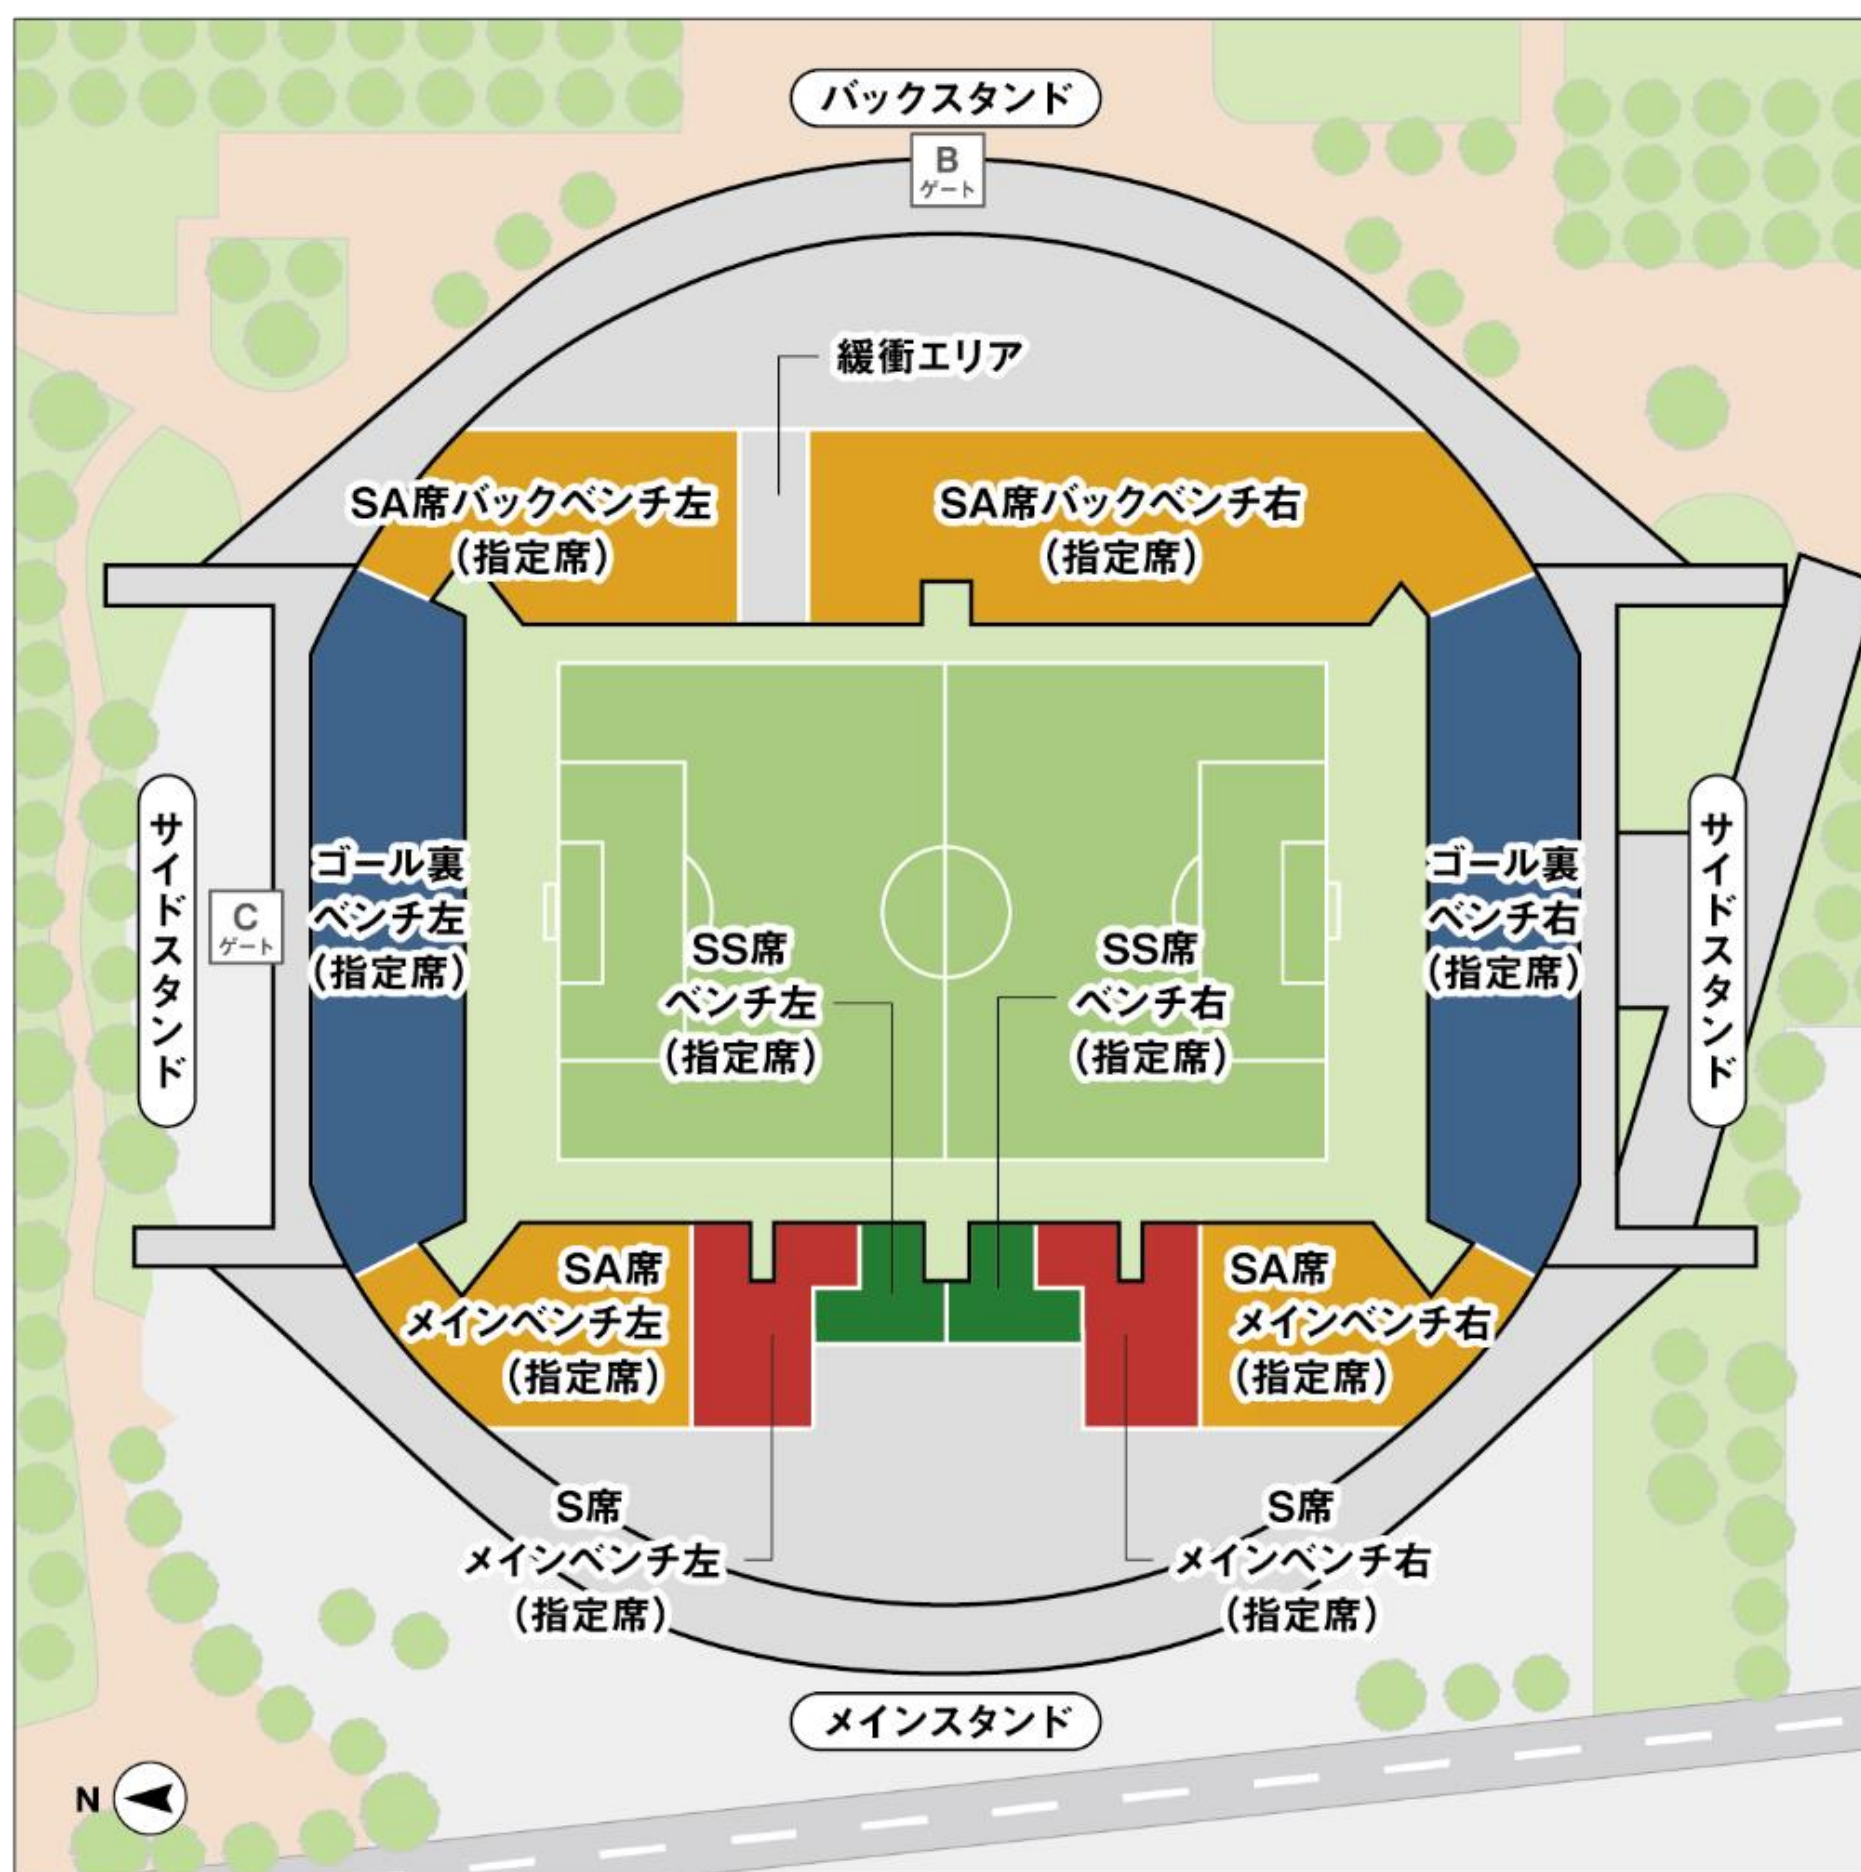 バックスタンド
B
ゲート
緩衝エリア
SA席バックベンチ左
（指定席）
SA席バックベンチ右
（指定席）
サイドスタンド
C
ゲート
ゴール裏
ベンチ左
（指定席）
SS席
ベンチ左
（指定席）
SS席
ベンチ右
（指定席）
ゴール裏
ベンチ右
（指定席）
サイドスタンド
SA席
メインベンチ左
（指定席）
SA席
メインベンチ右
（指定席）
S席
メインベンチ左
（指定席）
S席
メインベンチ右
（指定席）
メインスタンド
N